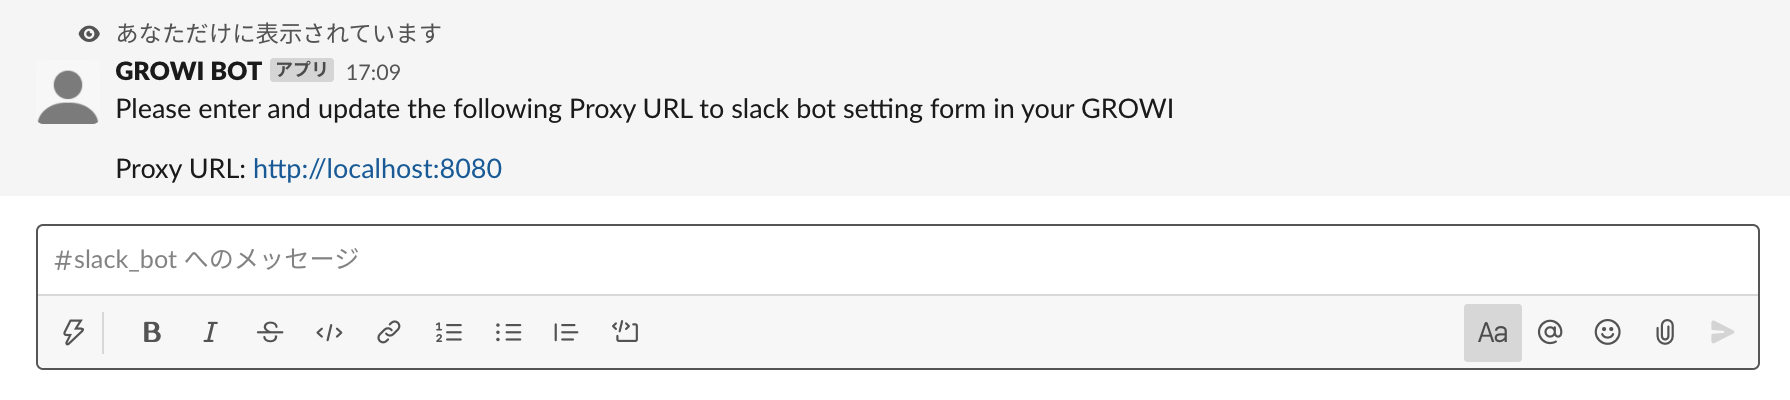 あなただけに表示されています
GROWI BOT アプリ 17:09
Please enter and update the following Proxy URL to slack bot setting form in your GROWI
Proxy URL: http://localhost:8080
#slack_bot へのメッセージ
B I S </> Aa @